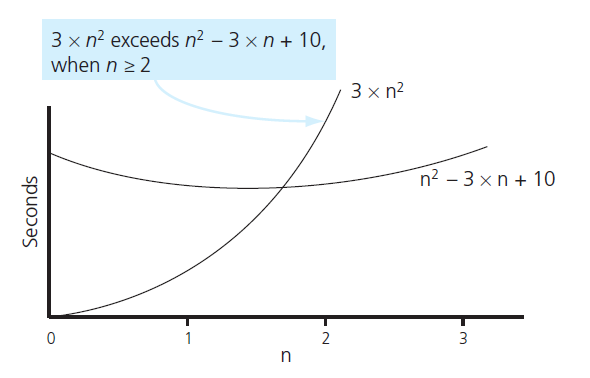 3 × n² exceeds n² – 3 × n + 10,
when n ≥ 2
3 × n²
n² – 3 × n + 10
Seconds
0 1 2 3
n